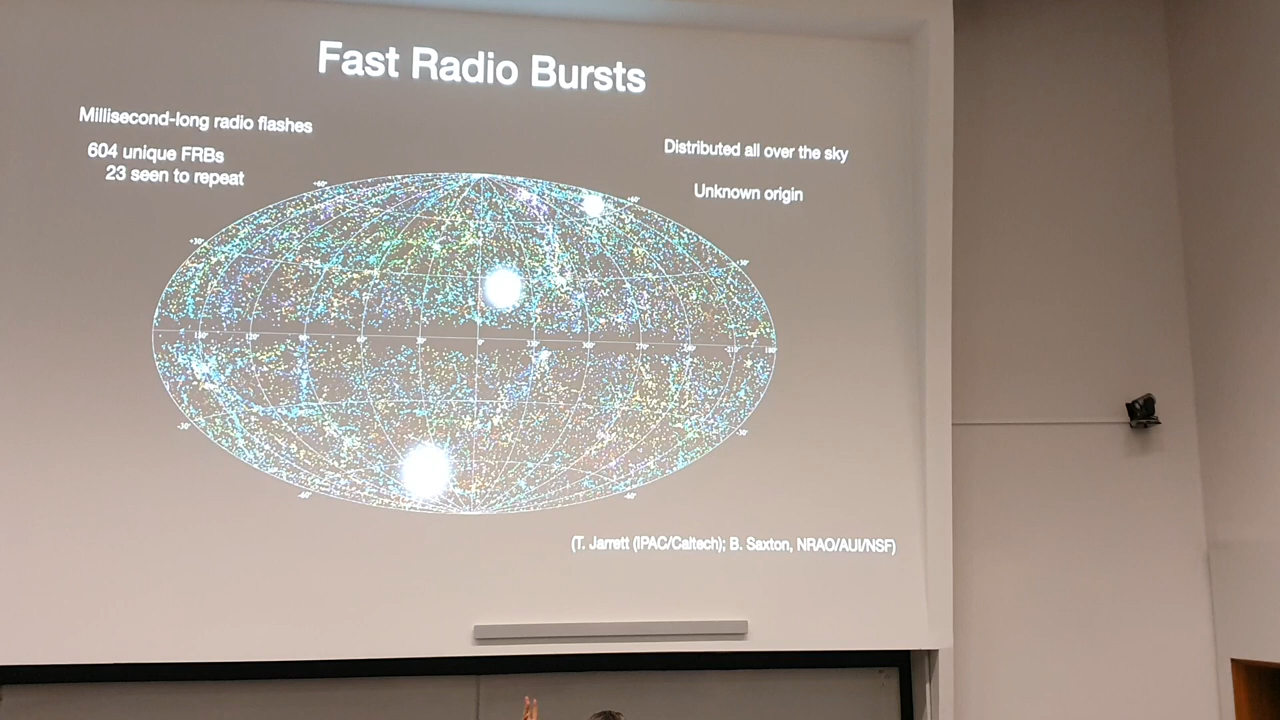 Fast Radio Bursts
Millisecond-long radio flashes
604 unique FRBs
23 seen to repeat
Distributed all over the sky
Unknown origin
(T. Jarrett (IPAC/Caltech); B. Saxton, NRAO/AUI/NSF)